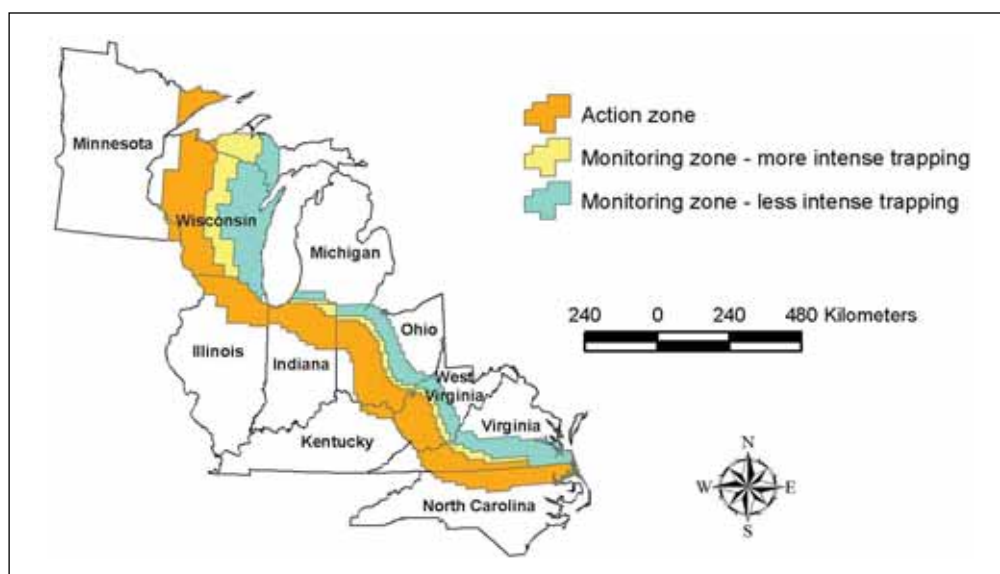 Minnesota
Wisconsin
Michigan
Illinois
Indiana
Ohio
West
Virginia
Kentucky
Virginia
North Carolina
Action zone
Monitoring zone - more intense trapping
Monitoring zone - less intense trapping
240 0 240 480 Kilometers
N
W E
S